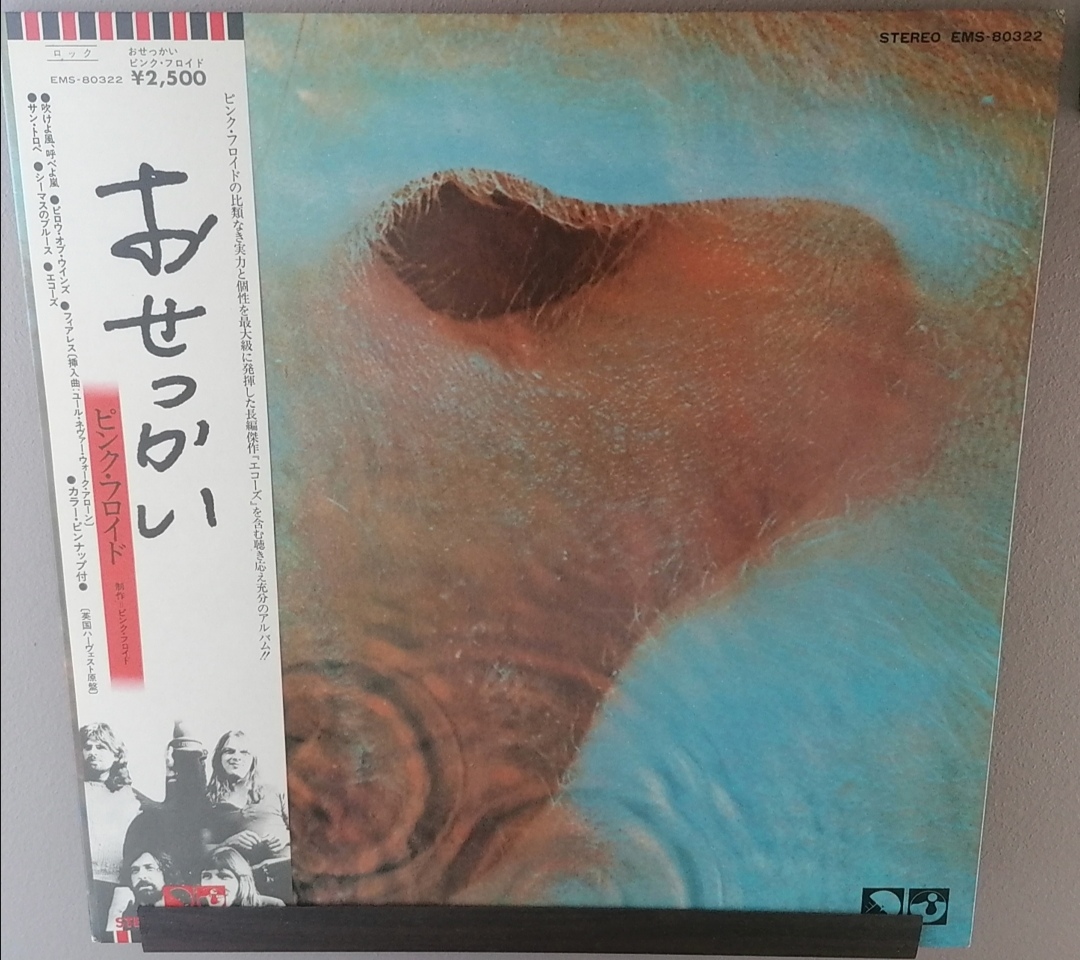 ロック
おせっかい
ピンク・フロイド
EMS-80322 ¥2,500
STEREO EMS-80322
ピンク・フロイドの比類なき実力と個性を最大級に発揮した長編傑作「エコーズ」を含む聴き応え充分のアルバム!!
おせっかい
ピンク・フロイド 制作=ピンク・フロイド
●吹けよ風、呼べよ嵐 ●ピロウ・オブ・ウインズ ●フィアレス(挿入曲:ユール・ネヴァー・ウォーク・アローン)
●サン・トロペ ●シーマスのブルース ●エコーズ
●カラー・ピンナップ付●
〔英国ハーヴェスト原盤〕